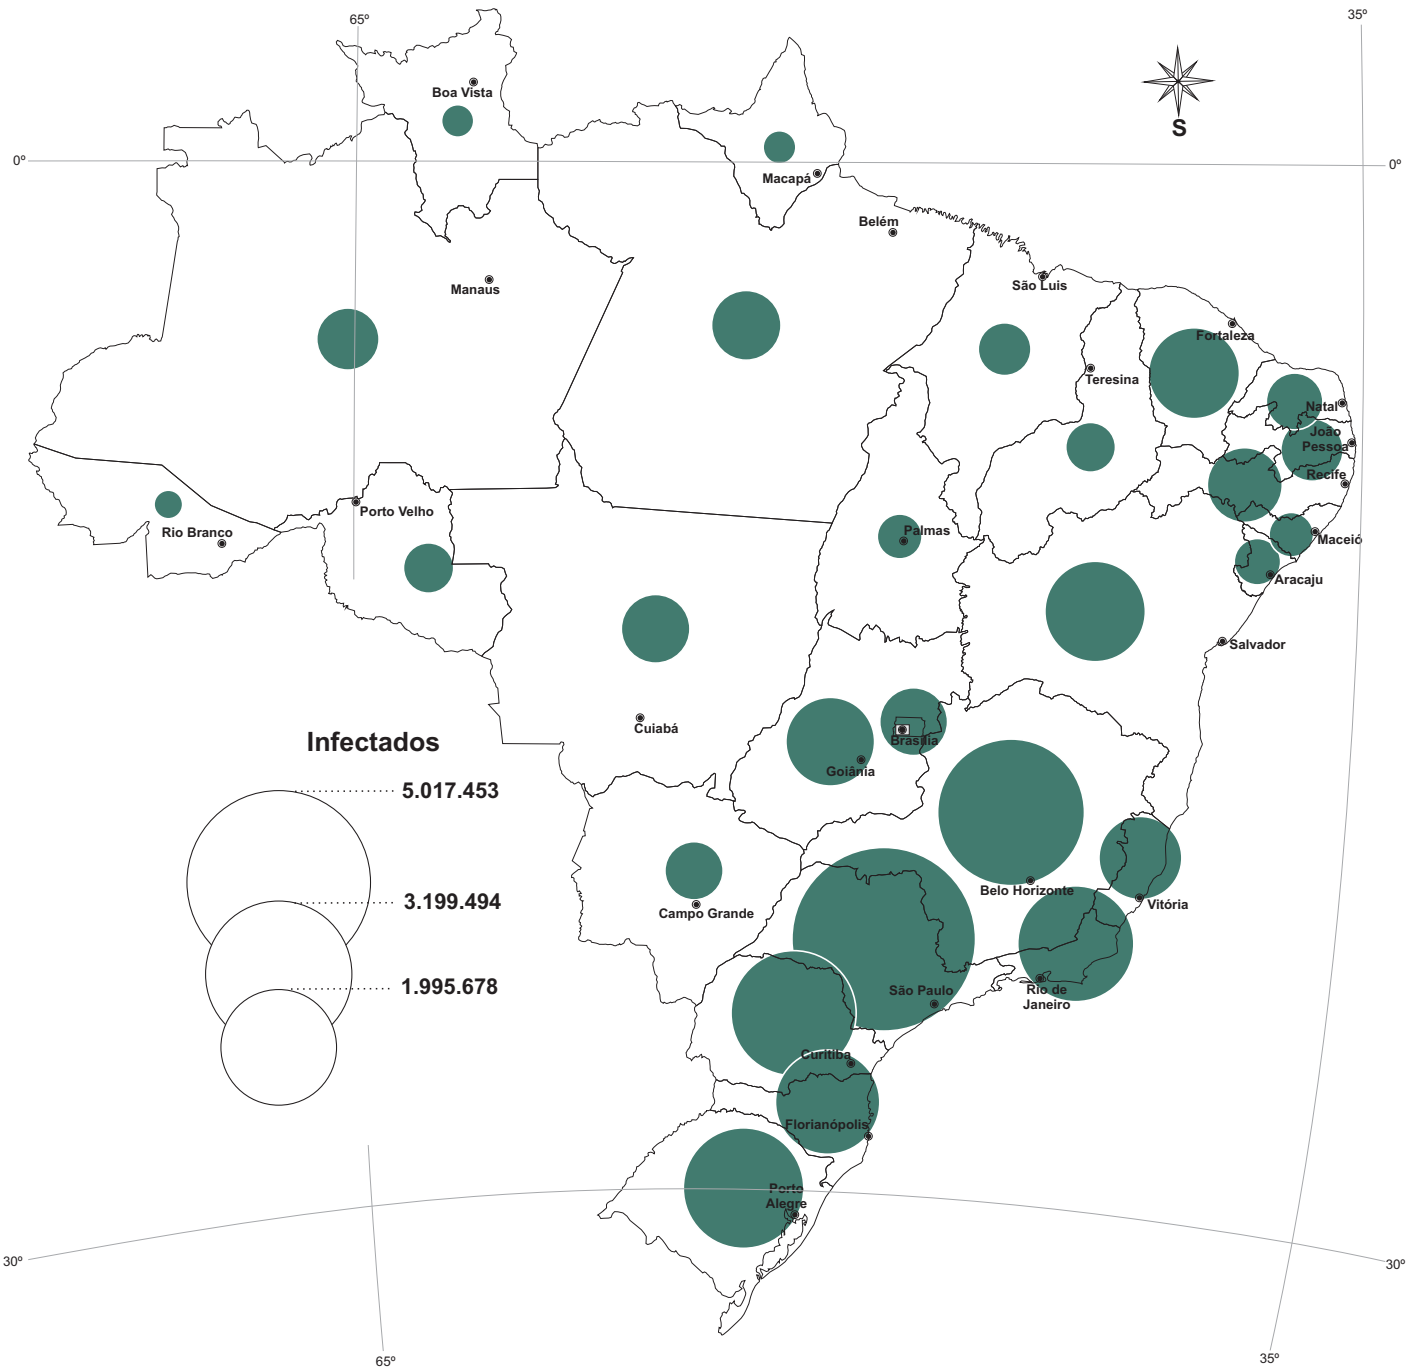 65º
35º
Boa Vista
S
0º
0º
Macapá
Belém
Manaus
São Luis
Fortaleza
Teresina
Natal
João
Pessoa
Recife
Porto Velho
Rio Branco
Palmas
Maceió
Aracaju
Salvador
Cuiabá
Brasília
Goiânia
Infectados
5.017.453
3.199.494
1.995.678
Belo Horizonte
Vitória
Campo Grande
São Paulo
Rio de
Janeiro
Curitiba
Florianópolis
Porto
Alegre
30º
30º
65º
35º